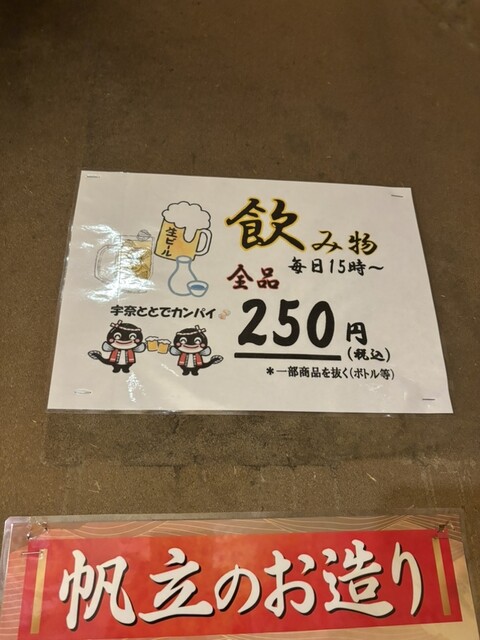 生ビール
飲み物
毎日15時〜
全品
宇奈ととでカンパイ
250円
(税込)
＊一部商品を抜く(ボトル等)
帆立のお造り